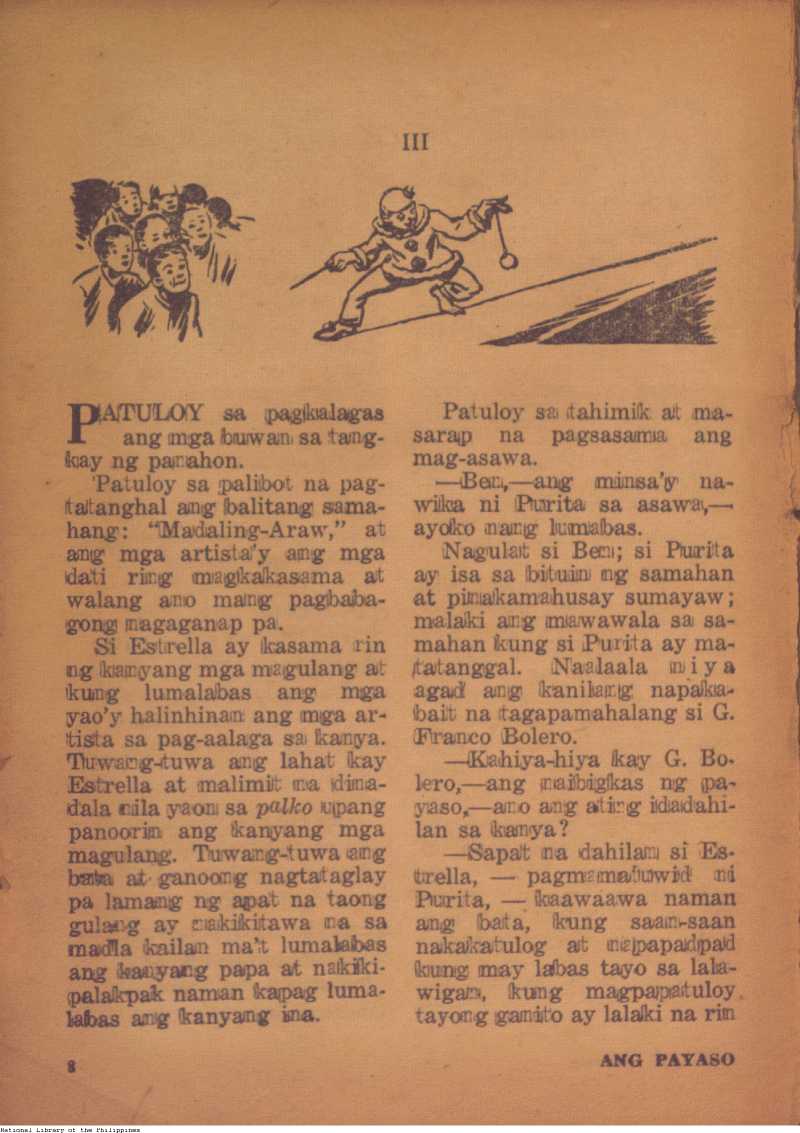 III
PATULOY sa pagkalagas
ang mga buwan sa tang-
kay ng panahon.
Patuloy sa palibot na pag-
tatanghal ang balitang sama-
hang: “Madaling-Araw,” at
ang mga artista'y ang mga
dati ring magkakasama at
walang ano mang pagbaba-
gong nagaganap pa.
Si Estrella ay kasama rin
ng kanyang mga magulang at
kung lumalabas ang mga
yao'y halinhinan ang mga ar-
tista sa pag-aalaga sa kanya.
Tuwang-tuwa ang lahat kay
Estrella at malimit na dina-
dala nila yaon sa palko upang
panoorin ang kanyang mga
magulang. Tuwang-tuwa ang
bata at ganoong nagtataglay
pa lamang ng apat na taong
gulang ay nakikitawa na sa
madla kailan ma't lumalabas
ang kanyang papa at nakiki-
palakpak naman kapag luma-
labas ang kanyang ina.
Patuloy sa tahimik at ma-
sarap na pagsasama ang
mag-asawa.
—Ben,—ang minsa'y na-
wika ni Purita sa asawa,—
ayoko nang lumabas.
Nagulat si Ben; si Purita
ay isa sa bituin ng samahan
at pinakamahusay sumayaw;
malaki ang mawawala sa sa-
mahan kung si Purita ay ma-
tatanggal. Naalaala niya
agad ang kanilang napaka-
bait na tagapamahalang si G.
Franco Bolero.
—Kahiya-hiya kay G. Bo-
lero,—ang naibigkas ng pa-
yaso,—ano ang ating idadahi-
lan sa kanya?
—Sapat na dahilan si Es-
trella, — pagmamatuwid ni
Purita, — kaawaawa naman
ang bata, kung saan-saan
nakakatulog at napapadpad
kung may labas tayo sa lala-
wigan, kung magpapatuloy
tayong ganito ay lalaki na rin
8
ANG PAYASO
National Library of the Philippines